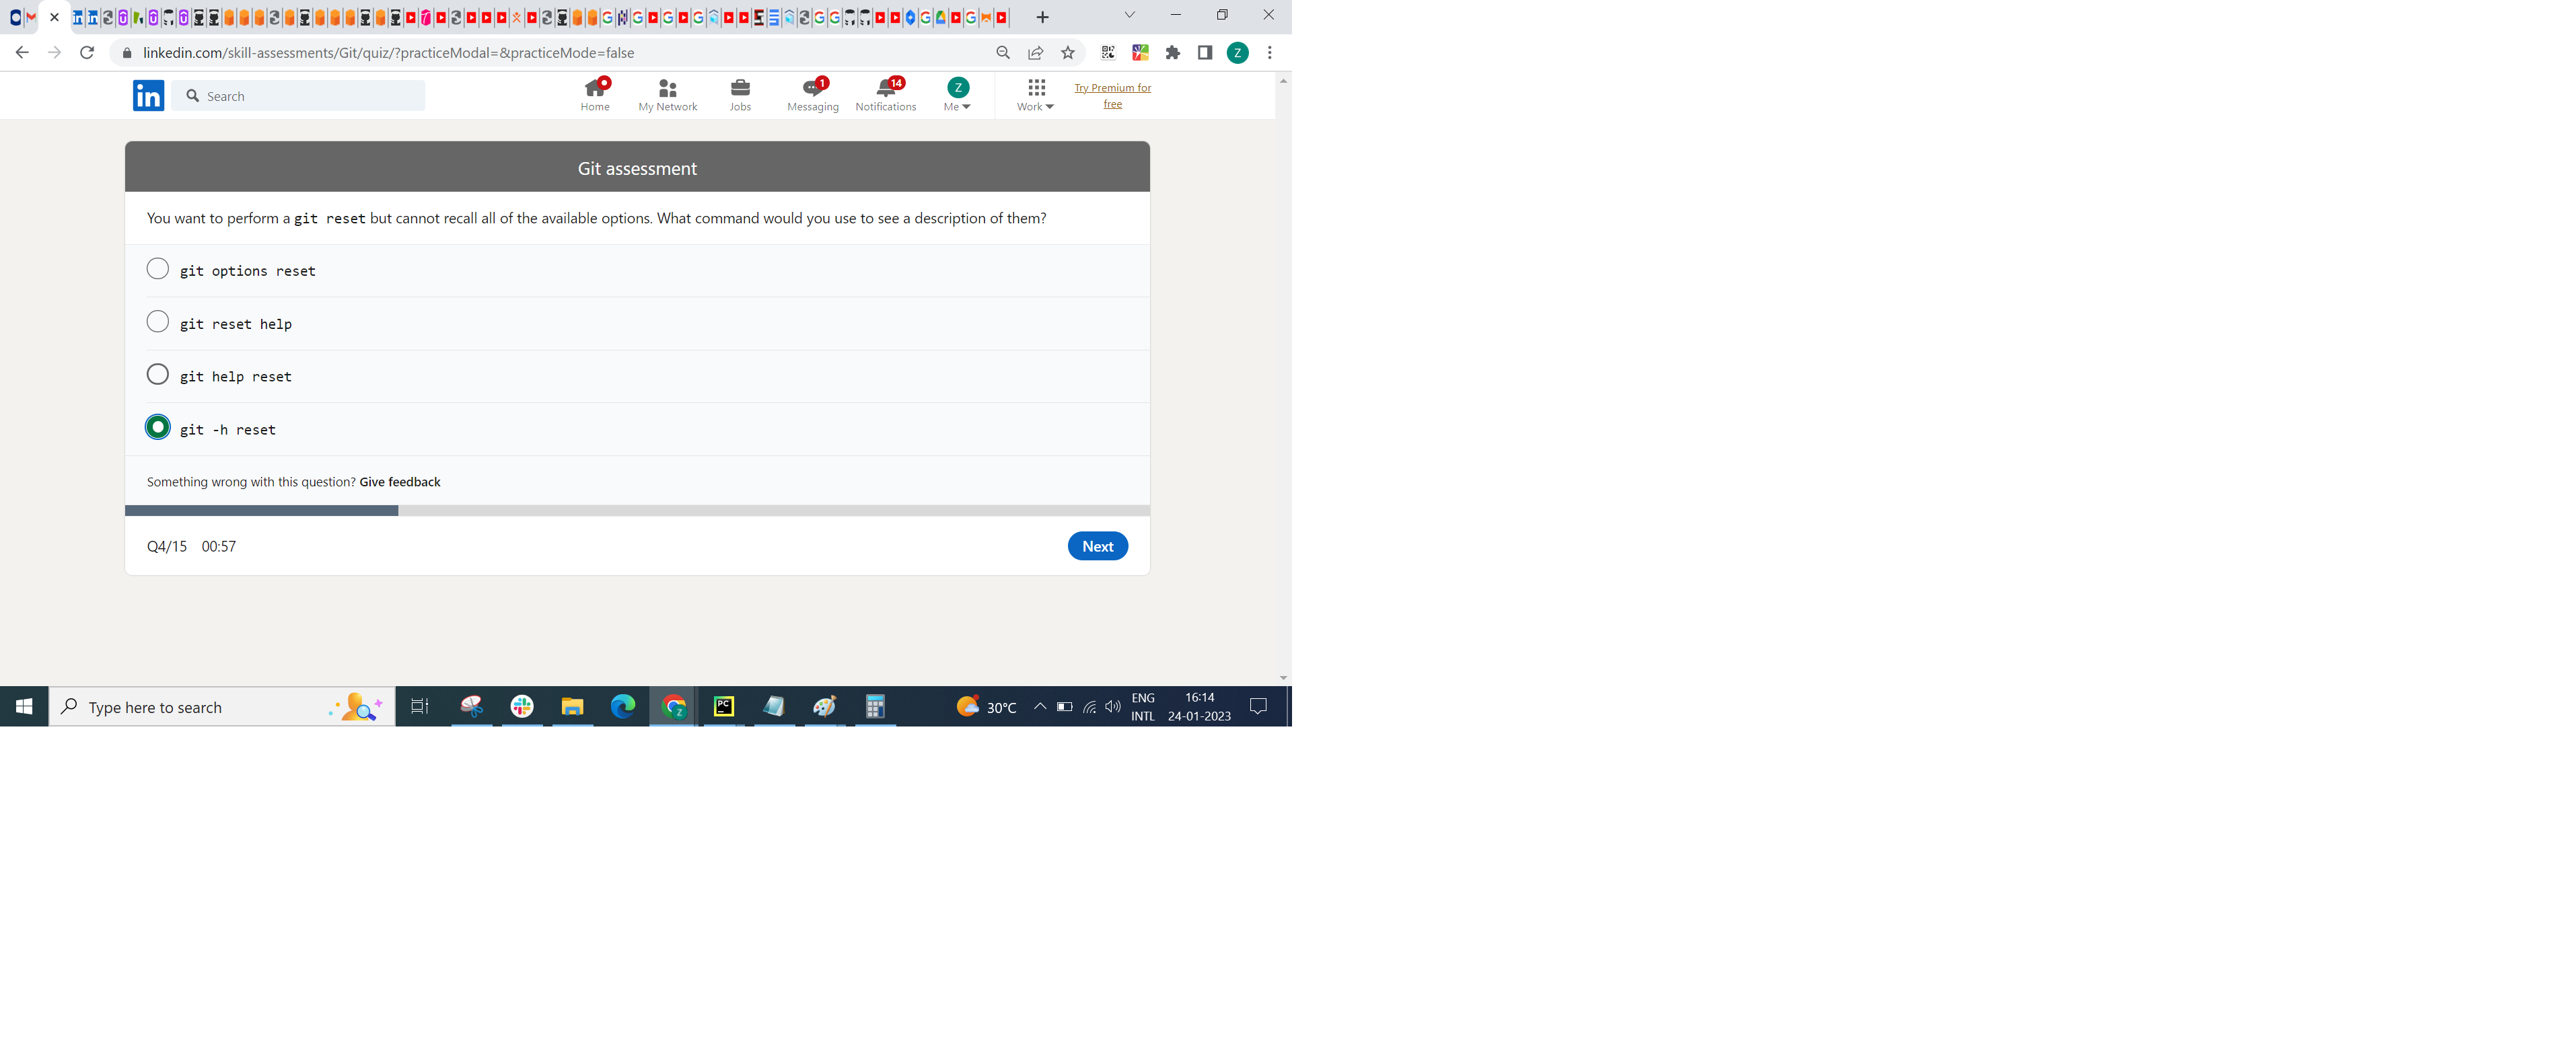 linkedin.com/skill-assessments/Git/quiz/?practiceModal=&practiceMode=false
Z
in
Search
Home
My Network
Jobs
1
Messaging
14
Notifications
Z
Me
Work
Try Premium for
free
Git assessment
You want to perform a git reset but cannot recall all of the available options. What command would you use to see a description of them?
git options reset
git reset help
git help reset
git -h reset
Something wrong with this question? Give feedback
Q4/15 00:57
Next
Type here to search
PC
30°C
ENG
INTL
16:14
24-01-2023